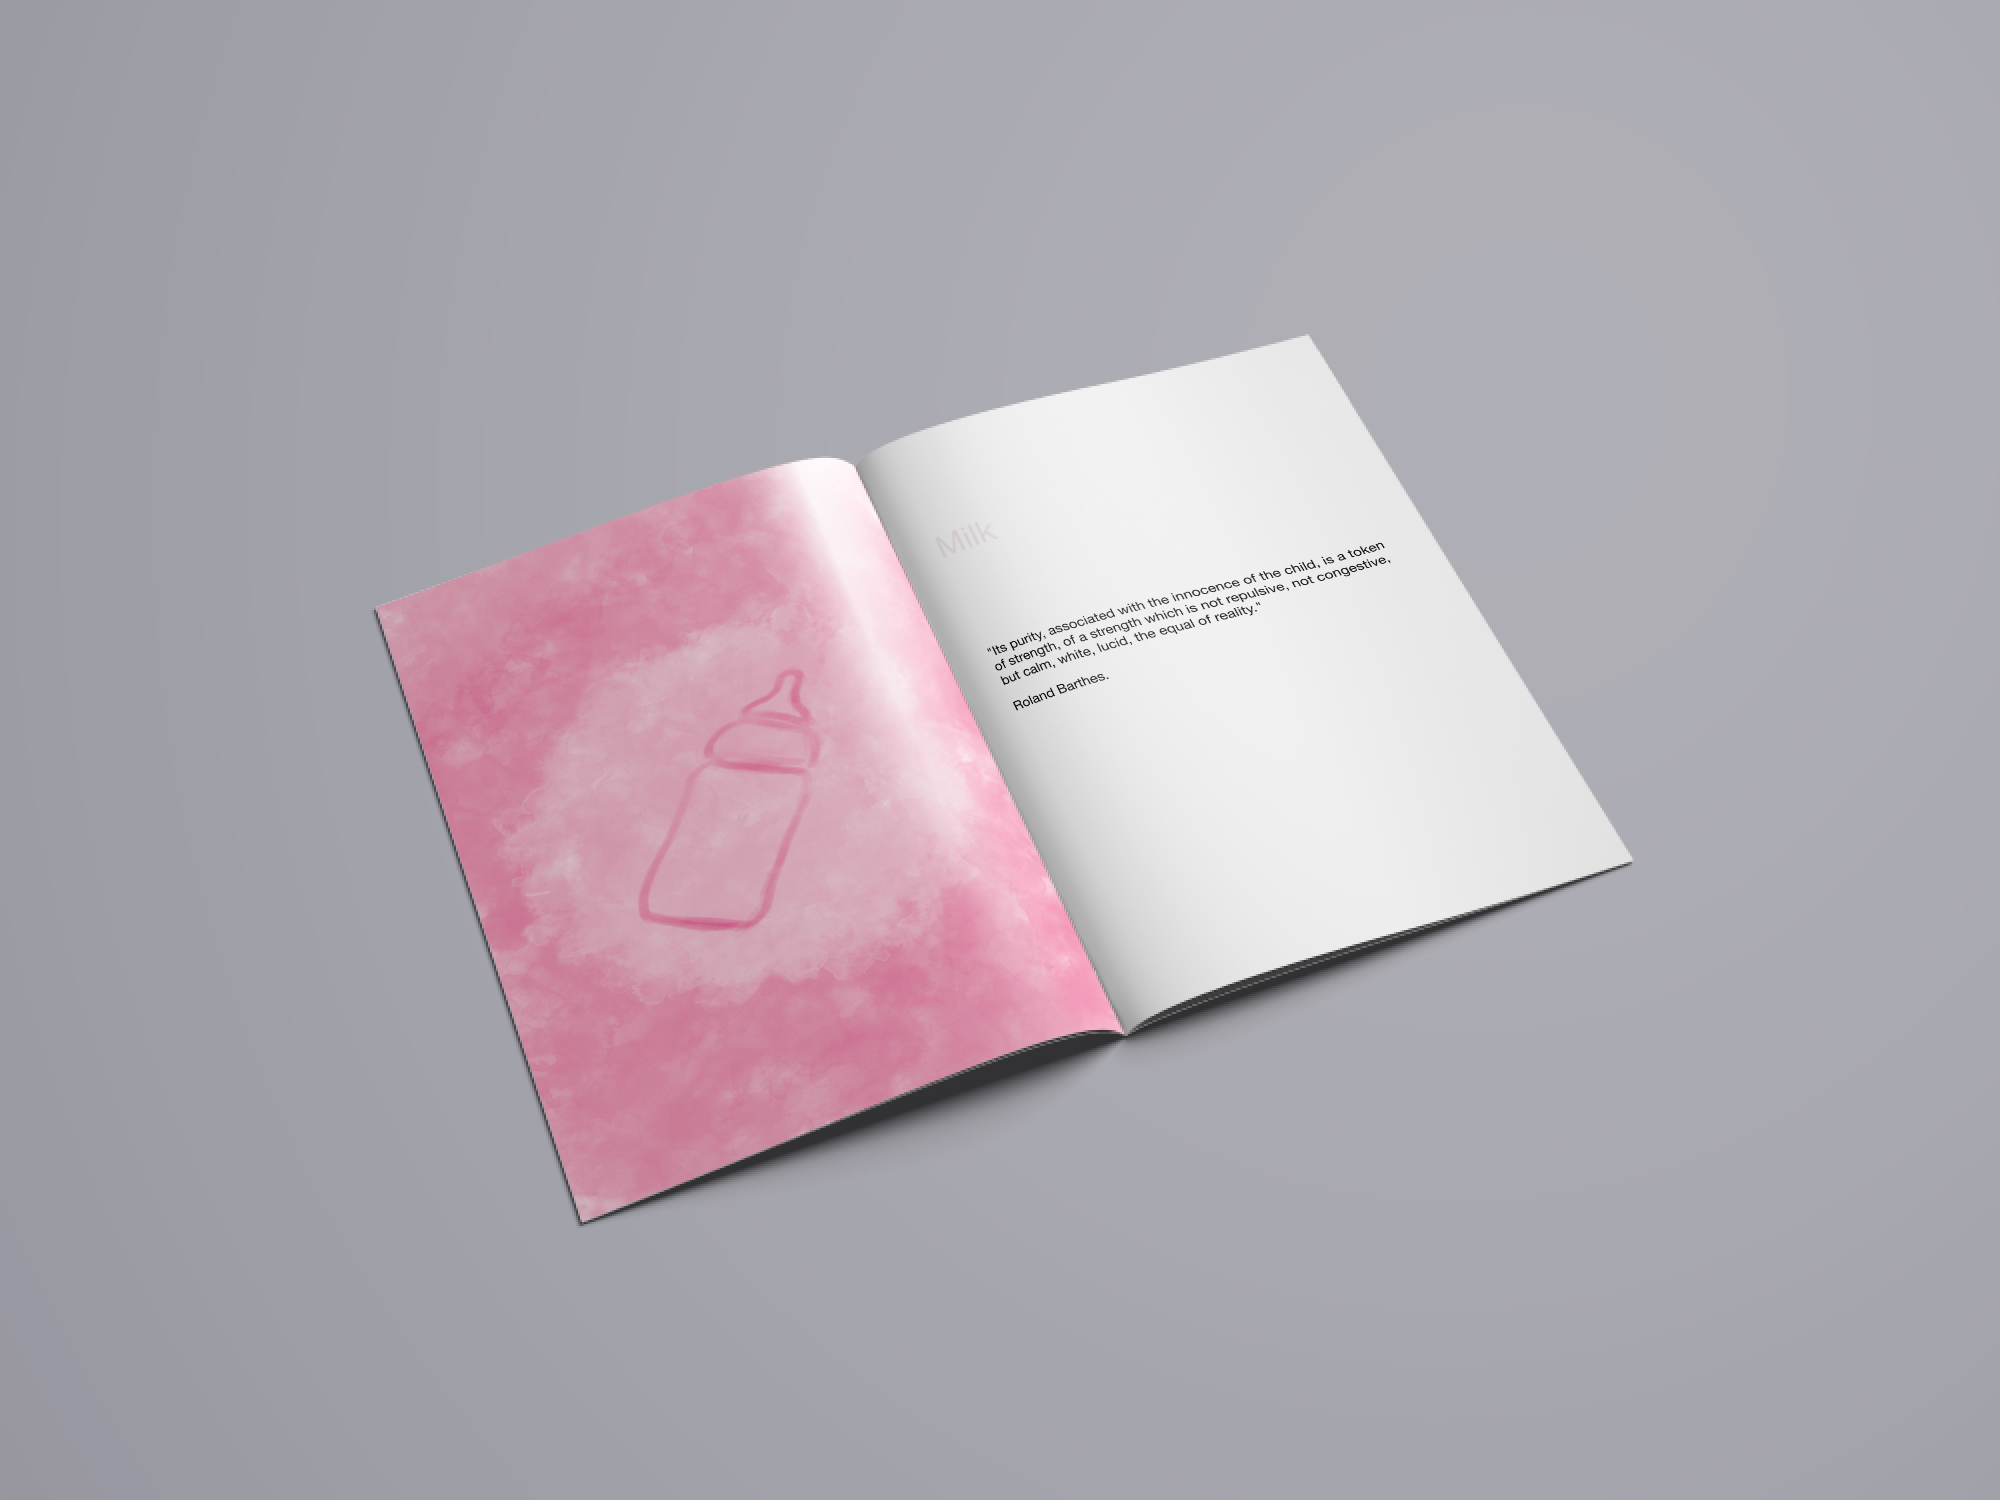 Milk
"Its purity, associated with the innocence of the child, is a token
of strength, of a strength which is not repulsive, not congestive,
but calm, white, lucid, the equal of reality."
Roland Barthes.